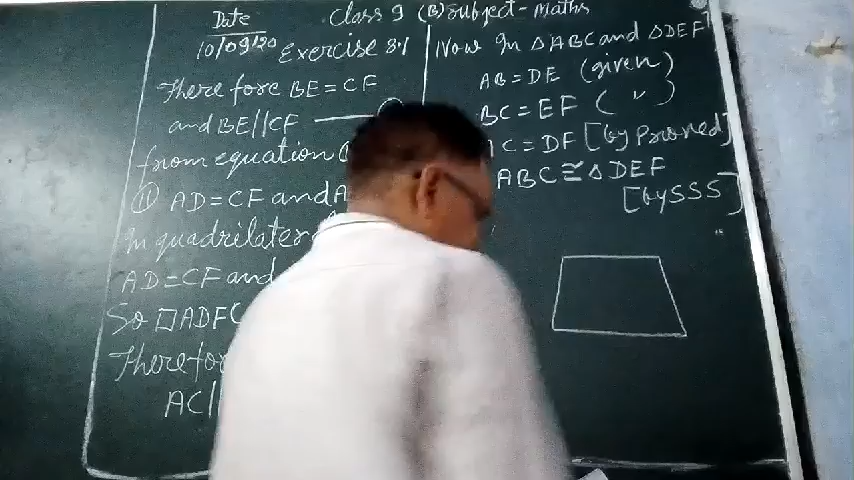 Date
Class 9 (B) Subject - Maths
10/09/20 Exercise 8.1
Therefore BE = CF
and BE//CF
from equation
(II) AD = CF and A
In quadrilateral
AD = CF and
So □ADFC
Therefor
AC//
Now In △ABC and △DEF
AB = DE (given)
BC = EF ( " )
C = DF [by Proved]
ABC ≅ △DEF
[by SSS]